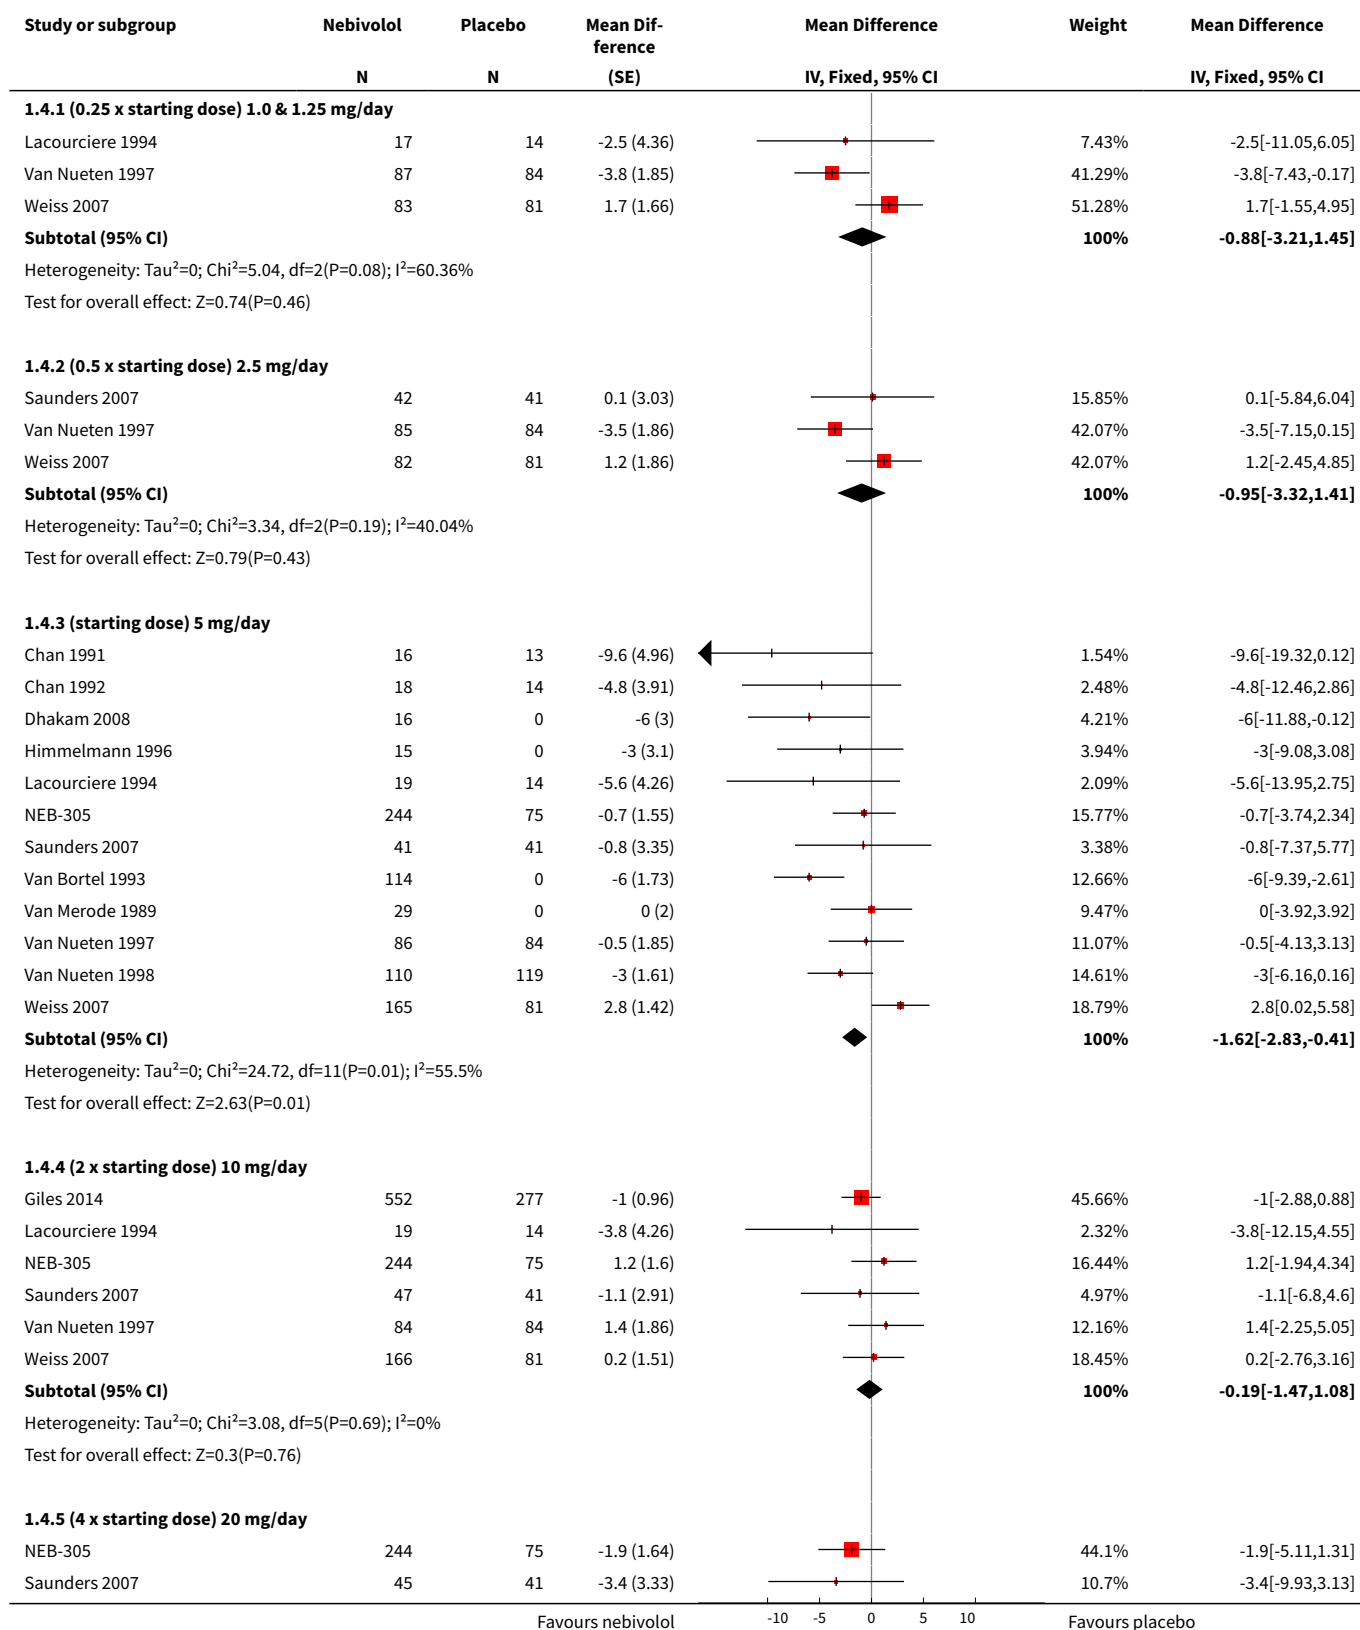 Study or subgroup Nebivolol Placebo Mean Dif- Mean Difference Weight Mean Difference
ference
N N (SE) IV, Fixed, 95% CI IV, Fixed, 95% CI
1.4.1 (0.25 x starting dose) 1.0 & 1.25 mg/day
Lacourciere 1994 17 14 -2.5 (4.36) 7.43% -2.5[-11.05,6.05]
Van Nueten 1997 87 84 -3.8 (1.85) 41.29% -3.8[-7.43,-0.17]
Weiss 2007 83 81 1.7 (1.66) 51.28% 1.7[-1.55,4.95]
Subtotal (95% CI) 100% -0.88[-3.21,1.45]
Heterogeneity: Tau²=0; Chi²=5.04, df=2(P=0.08); I²=60.36%
Test for overall effect: Z=0.74(P=0.46)
1.4.2 (0.5 x starting dose) 2.5 mg/day
Saunders 2007 42 41 0.1 (3.03) 15.85% 0.1[-5.84,6.04]
Van Nueten 1997 85 84 -3.5 (1.86) 42.07% -3.5[-7.15,0.15]
Weiss 2007 82 81 1.2 (1.86) 42.07% 1.2[-2.45,4.85]
Subtotal (95% CI) 100% -0.95[-3.32,1.41]
Heterogeneity: Tau²=0; Chi²=3.34, df=2(P=0.19); I²=40.04%
Test for overall effect: Z=0.79(P=0.43)
1.4.3 (starting dose) 5 mg/day
Chan 1991 16 13 -9.6 (4.96) 1.54% -9.6[-19.32,0.12]
Chan 1992 18 14 -4.8 (3.91) 2.48% -4.8[-12.46,2.86]
Dhakam 2008 16 0 -6 (3) 4.21% -6[-11.88,-0.12]
Himmelmann 1996 15 0 -3 (3.1) 3.94% -3[-9.08,3.08]
Lacourciere 1994 19 14 -5.6 (4.26) 2.09% -5.6[-13.95,2.75]
NEB-305 244 75 -0.7 (1.55) 15.77% -0.7[-3.74,2.34]
Saunders 2007 41 41 -0.8 (3.35) 3.38% -0.8[-7.37,5.77]
Van Bortel 1993 114 0 -6 (1.73) 12.66% -6[-9.39,-2.61]
Van Merode 1989 29 0 0 (2) 9.47% 0[-3.92,3.92]
Van Nueten 1997 86 84 -0.5 (1.85) 11.07% -0.5[-4.13,3.13]
Van Nueten 1998 110 119 -3 (1.61) 14.61% -3[-6.16,0.16]
Weiss 2007 165 81 2.8 (1.42) 18.79% 2.8[0.02,5.58]
Subtotal (95% CI) 100% -1.62[-2.83,-0.41]
Heterogeneity: Tau²=0; Chi²=24.72, df=11(P=0.01); I²=55.5%
Test for overall effect: Z=2.63(P=0.01)
1.4.4 (2 x starting dose) 10 mg/day
Giles 2014 552 277 -1 (0.96) 45.66% -1[-2.88,0.88]
Lacourciere 1994 19 14 -3.8 (4.26) 2.32% -3.8[-12.15,4.55]
NEB-305 244 75 1.2 (1.6) 16.44% 1.2[-1.94,4.34]
Saunders 2007 47 41 -1.1 (2.91) 4.97% -1.1[-6.8,4.6]
Van Nueten 1997 84 84 1.4 (1.86) 12.16% 1.4[-2.25,5.05]
Weiss 2007 166 81 0.2 (1.51) 18.45% 0.2[-2.76,3.16]
Subtotal (95% CI) 100% -0.19[-1.47,1.08]
Heterogeneity: Tau²=0; Chi²=3.08, df=5(P=0.69); I²=0%
Test for overall effect: Z=0.3(P=0.76)
1.4.5 (4 x starting dose) 20 mg/day
NEB-305 244 75 -1.9 (1.64) 44.1% -1.9[-5.11,1.31]
Saunders 2007 45 41 -3.4 (3.33) 10.7% -3.4[-9.93,3.13]
Favours nebivolol -10 -5 0 5 10 Favours placebo